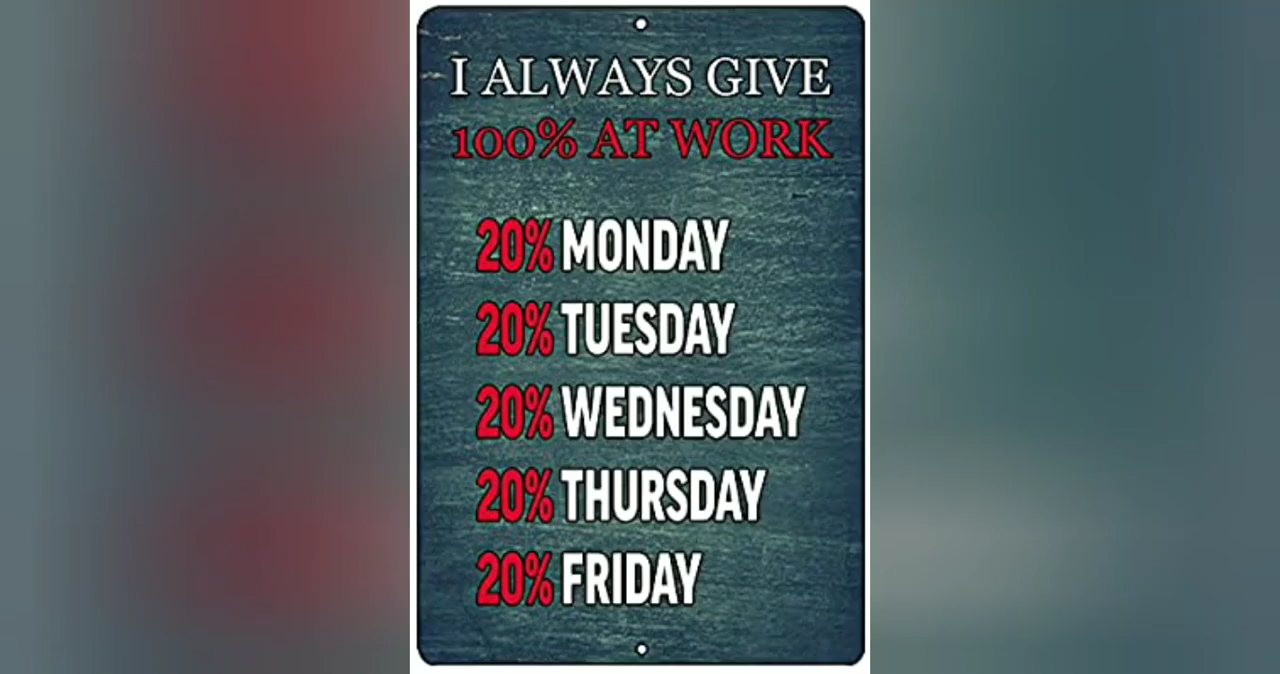 I ALWAYS GIVE
100% AT WORK
20% MONDAY
20% TUESDAY
20% WEDNESDAY
20% THURSDAY
20% FRIDAY